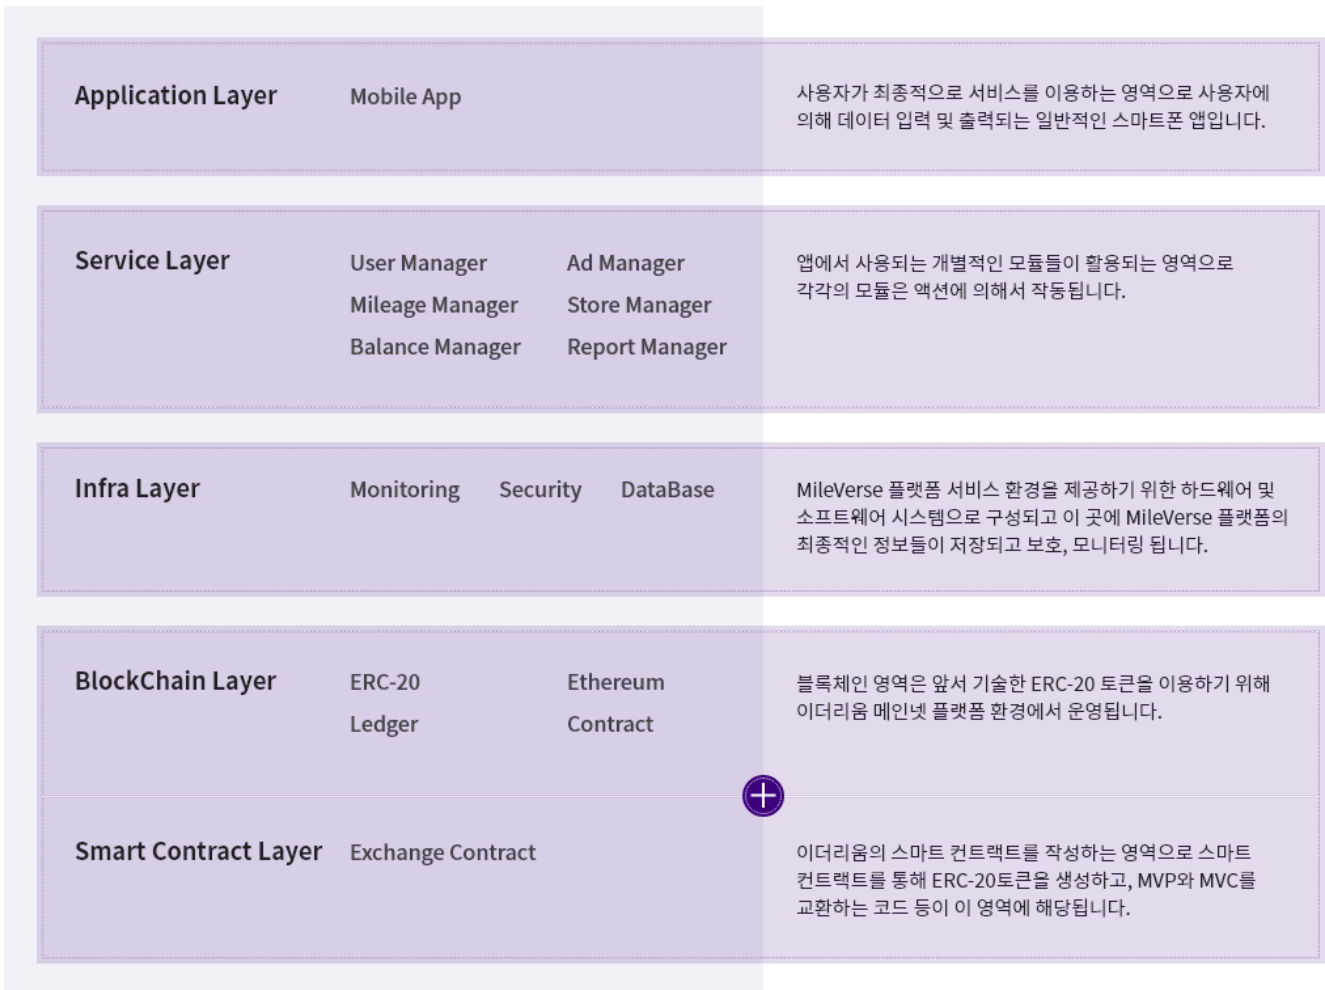 Application Layer
Mobile App
사용자가 최종적으로 서비스를 이용하는 영역으로 사용자에
의해 데이터 입력 및 출력되는 일반적인 스마트폰 앱입니다.
Service Layer
User Manager
Ad Manager
Mileage Manager
Store Manager
Balance Manager
Report Manager
앱에서 사용되는 개별적인 모듈들이 활용되는 영역으로
각각의 모듈은 액션에 의해서 작동됩니다.
Infra Layer
Monitoring
Security
DataBase
MileVerse 플랫폼 서비스 환경을 제공하기 위한 하드웨어 및
소프트웨어 시스템으로 구성되고 이 곳에 MileVerse 플랫폼의
최종적인 정보들이 저장되고 보호, 모니터링 됩니다.
BlockChain Layer
ERC-20
Ethereum
Ledger
Contract
블록체인 영역은 앞서 기술한 ERC-20 토큰을 이용하기 위해
이더리움 메인넷 플랫폼 환경에서 운영됩니다.
Smart Contract Layer
Exchange Contract
이더리움의 스마트 컨트랙트를 작성하는 영역으로 스마트
컨트랙트를 통해 ERC-20토큰을 생성하고, MVP와 MVC를
교환하는 코드 등이 이 영역에 해당됩니다.